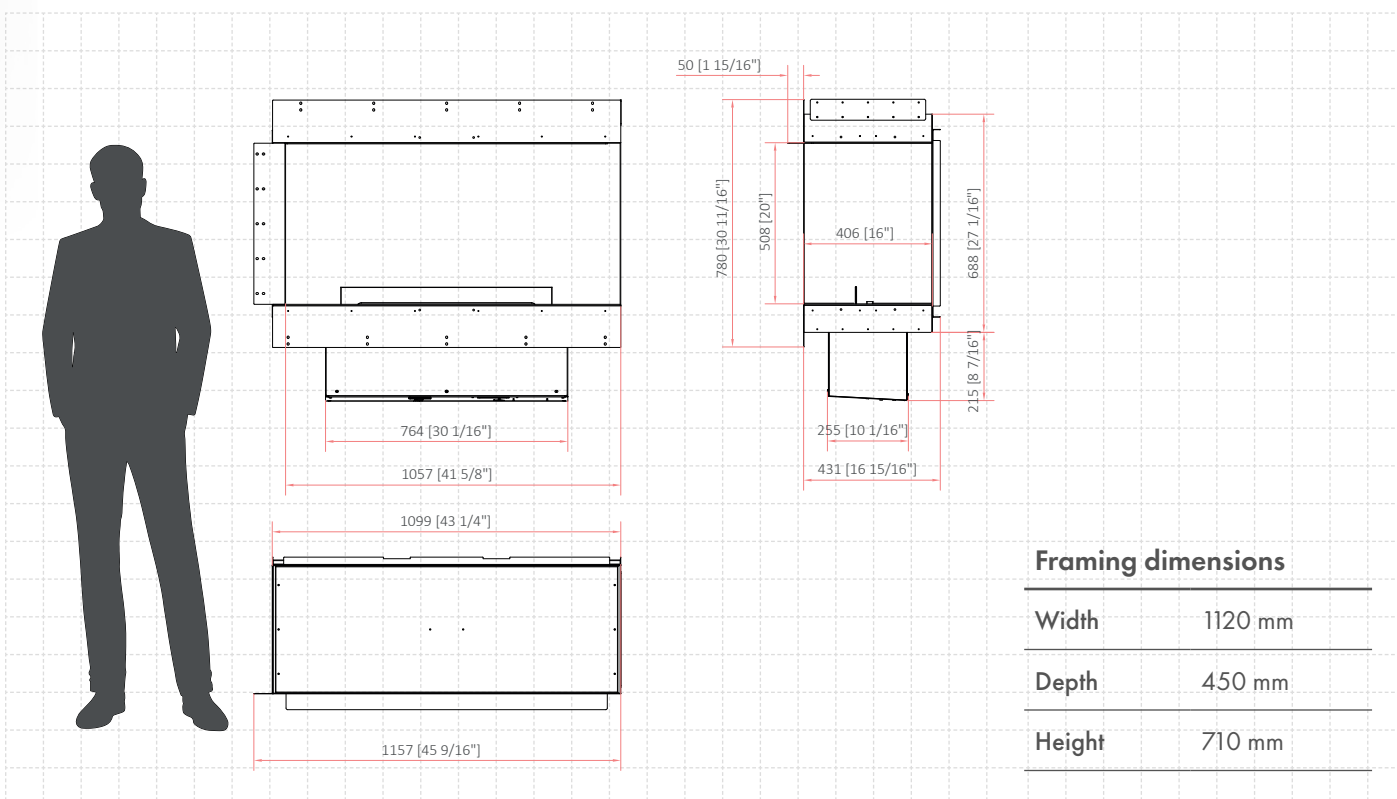 50 [1 15/16"]
780 [30 11/16"]
508 [20"]
406 [16"]
688 [27 1/16"]
215 [8 7/16"]
764 [30 1/16"]
255 [10 1/16"]
1057 [41 5/8"]
431 [16 15/16"]
1099 [43 1/4"]
1157 [45 9/16"]
Framing dimensions
Width 1120 mm
Depth 450 mm
Height 710 mm